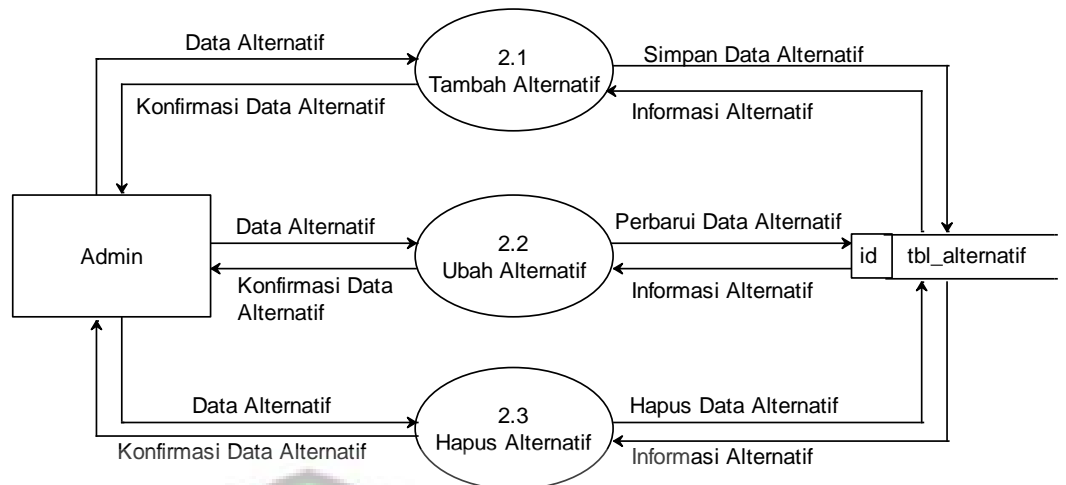 Data Alternatif
2.1
Tambah Alternatif
Simpan Data Alternatif
Konfirmasi Data Alternatif
Informasi Alternatif
Admin
Data Alternatif
2.2
Ubah Alternatif
Perbarui Data Alternatif
id
tbl_alternatif
Konfirmasi Data
Alternatif
Informasi Alternatif
Data Alternatif
2.3
Hapus Alternatif
Hapus Data Alternatif
Konfirmasi Data Alternatif
Informasi Alternatif